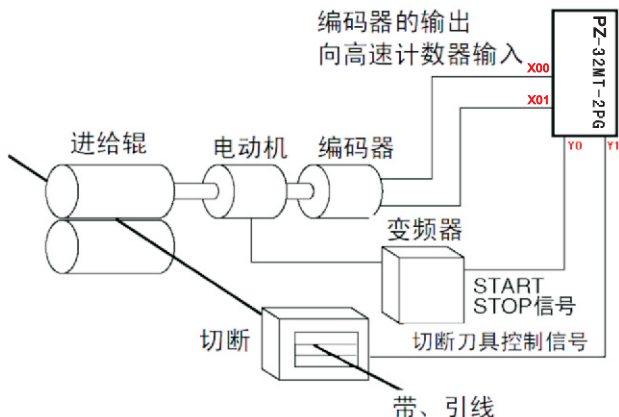 编码器的输出
向高速计数器输入
PZ-32MT-2PG
X00
X01
Y0
Y1
进给辊
电动机
编码器
变频器
START
STOP信号
切断
切断刀具控制信号
带、引线